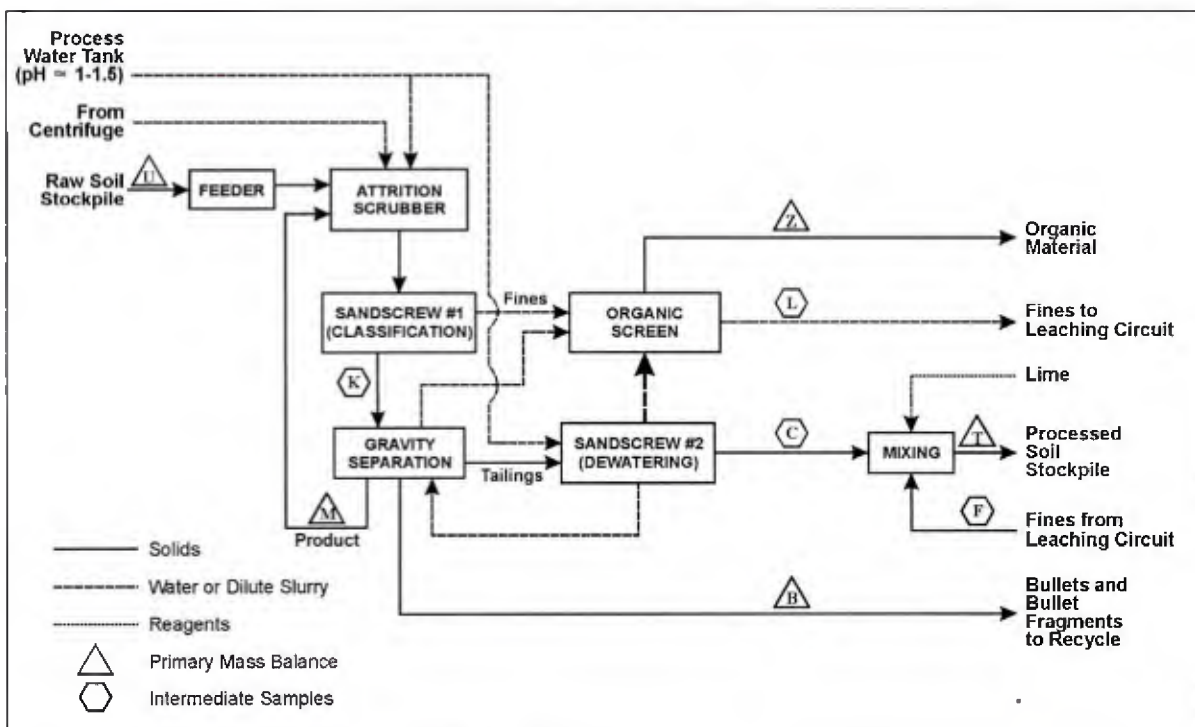 Process
Water Tank
(pH ≃ 1-1.5)
From
Centrifuge
Raw Soil
Stockpile
U
FEEDER
ATTRITION
SCRUBBER
Z
Organic
Material
SANDSCREW #1
(CLASSIFICATION)
Fines
ORGANIC
SCREEN
L
Fines to
Leaching Circuit
K
Lime
GRAVITY
SEPARATION
Tailings
SANDSCREW #2
(DEWATERING)
C
MIXING
T
Processed
Soil
Stockpile
M
Product
F
Fines from
Leaching Circuit
B
Bullets and
Bullet
Fragments
to Recycle
Solids
Water or Dilute Slurry
Reagents
Primary Mass Balance
Intermediate Samples